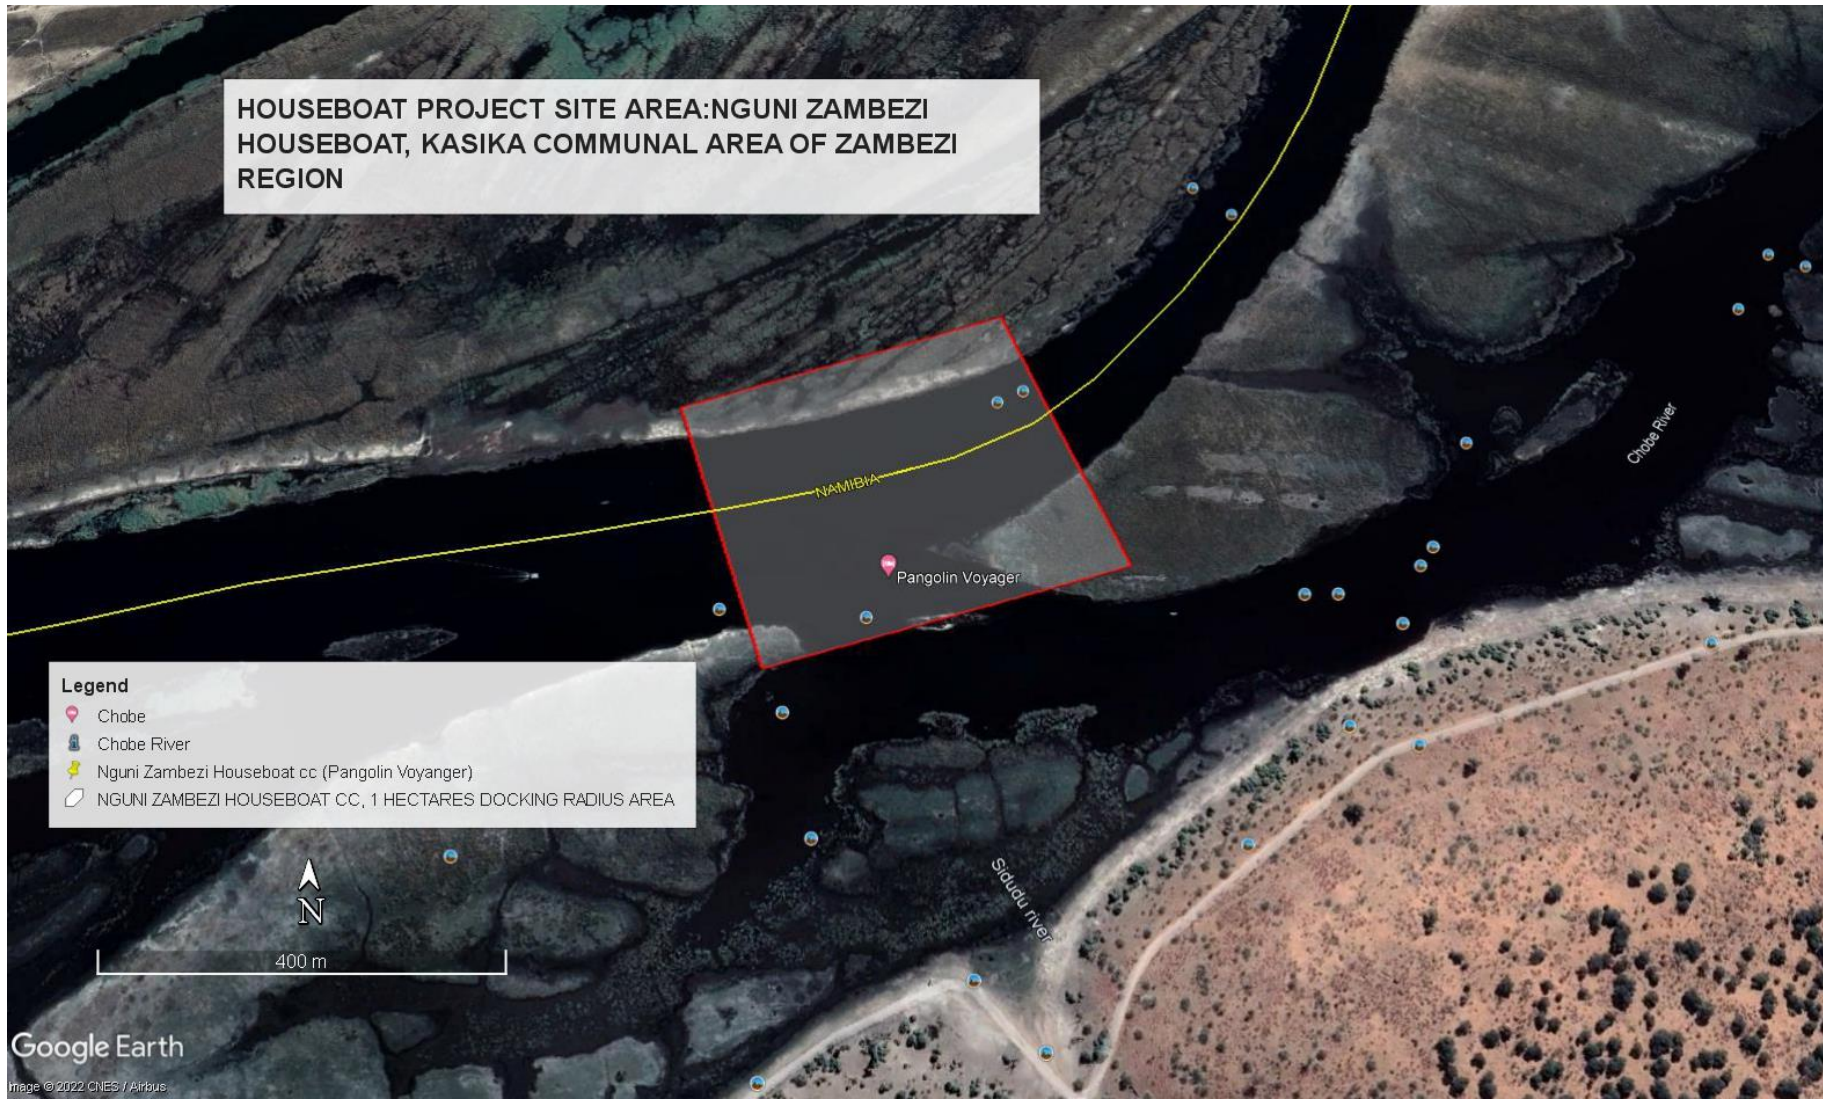 HOUSEBOAT PROJECT SITE AREA:NGUNI ZAMBEZI
HOUSEBOAT, KASIKA COMMUNAL AREA OF ZAMBEZI
REGION
NAMIBIA
Chobe River
Pangolin Voyager
Legend
Chobe
Chobe River
Nguni Zambezi Houseboat cc (Pangolin Voyanger)
NGUNI ZAMBEZI HOUSEBOAT CC, 1 HECTARES DOCKING RADIUS AREA
Sidudu river
N
400 m
Google Earth
Image © 2022 CNES / Airbus